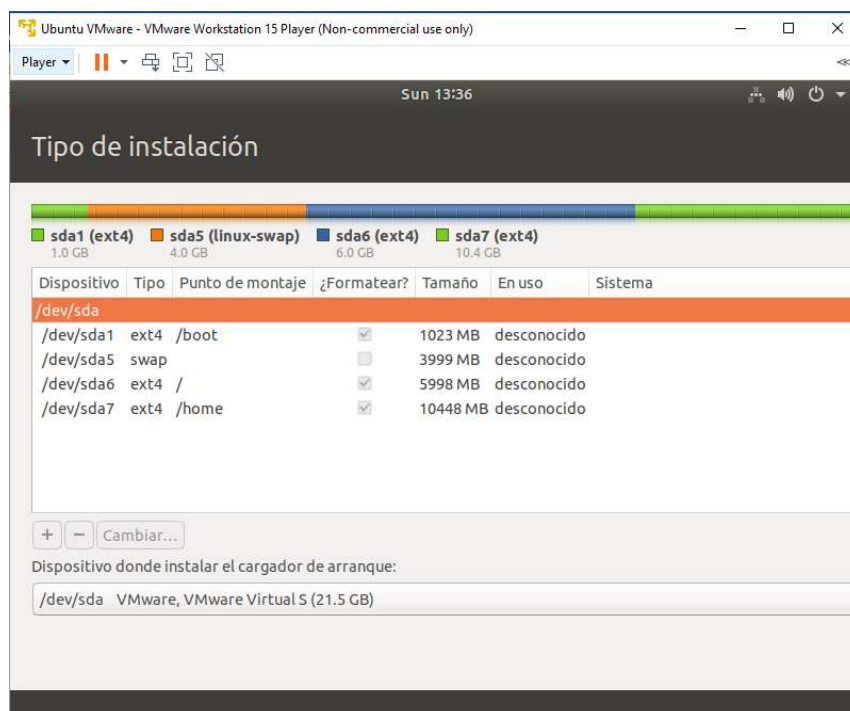 Ubuntu VMware - VMware Workstation 15 Player (Non-commercial use only)
Player
Sun 13:36
Tipo de instalación
sda1 (ext4) sda5 (linux-swap) sda6 (ext4) sda7 (ext4)
1.0 GB 4.0 GB 6.0 GB 10.4 GB
Dispositivo Tipo Punto de montaje ¿Formatear? Tamaño En uso Sistema
/dev/sda
/dev/sda1 ext4 /boot 1023 MB desconocido
/dev/sda5 swap 3999 MB desconocido
/dev/sda6 ext4 / 5998 MB desconocido
/dev/sda7 ext4 /home 10448 MB desconocido
+ − Cambiar...
Dispositivo donde instalar el cargador de arranque:
/dev/sda VMware, VMware Virtual S (21.5 GB)